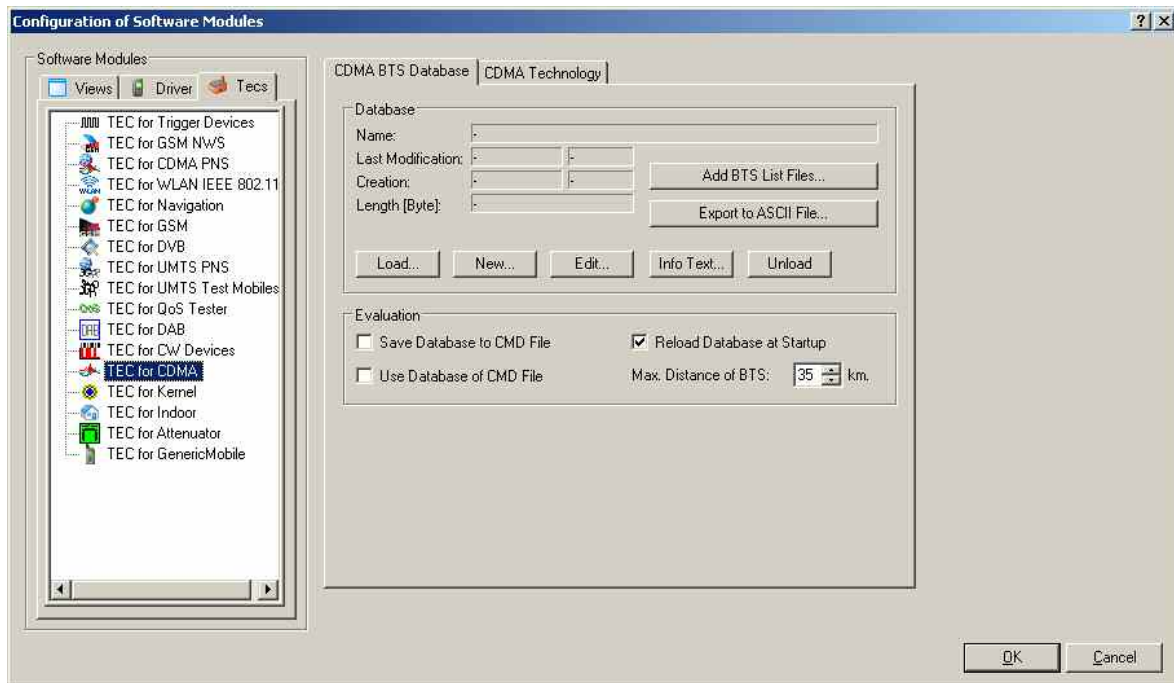 Configuration of Software Modules
Software Modules
Views Driver Tecs
TEC for Trigger Devices
TEC for GSM NWS
TEC for CDMA PNS
TEC for WLAN IEEE 802.11
TEC for Navigation
TEC for GSM
TEC for DVB
TEC for UMTS PNS
TEC for UMTS Test Mobiles
TEC for QoS Tester
TEC for DAB
TEC for CW Devices
TEC for CDMA
TEC for Kernel
TEC for Indoor
TEC for Attenuator
TEC for GenericMobile
CDMA BTS Database CDMA Technology
Database
Name: -
Last Modification: - -
Creation: - -
Length [Byte]: -
Add BTS List Files...
Export to ASCII File...
Load... New... Edit... Info Text... Unload
Evaluation
Save Database to CMD File Reload Database at Startup
Use Database of CMD File Max. Distance of BTS: 35 km.
OK Cancel